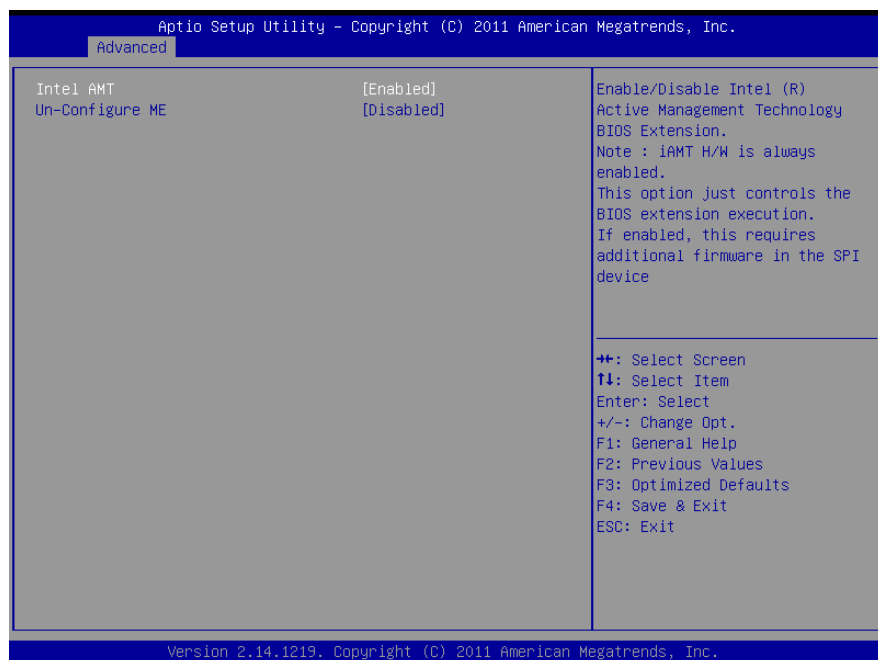 Aptio Setup Utility – Copyright (C) 2011 American Megatrends, Inc.
Advanced
Intel AMT [Enabled]
Un-Configure ME [Disabled]
Enable/Disable Intel (R)
Active Management Technology
BIOS Extension.
Note : iAMT H/W is always
enabled.
This option just controls the
BIOS extension execution.
If enabled, this requires
additional firmware in the SPI
device
→←: Select Screen
↑↓: Select Item
Enter: Select
+/-: Change Opt.
F1: General Help
F2: Previous Values
F3: Optimized Defaults
F4: Save & Exit
ESC: Exit
Version 2.14.1219. Copyright (C) 2011 American Megatrends, Inc.